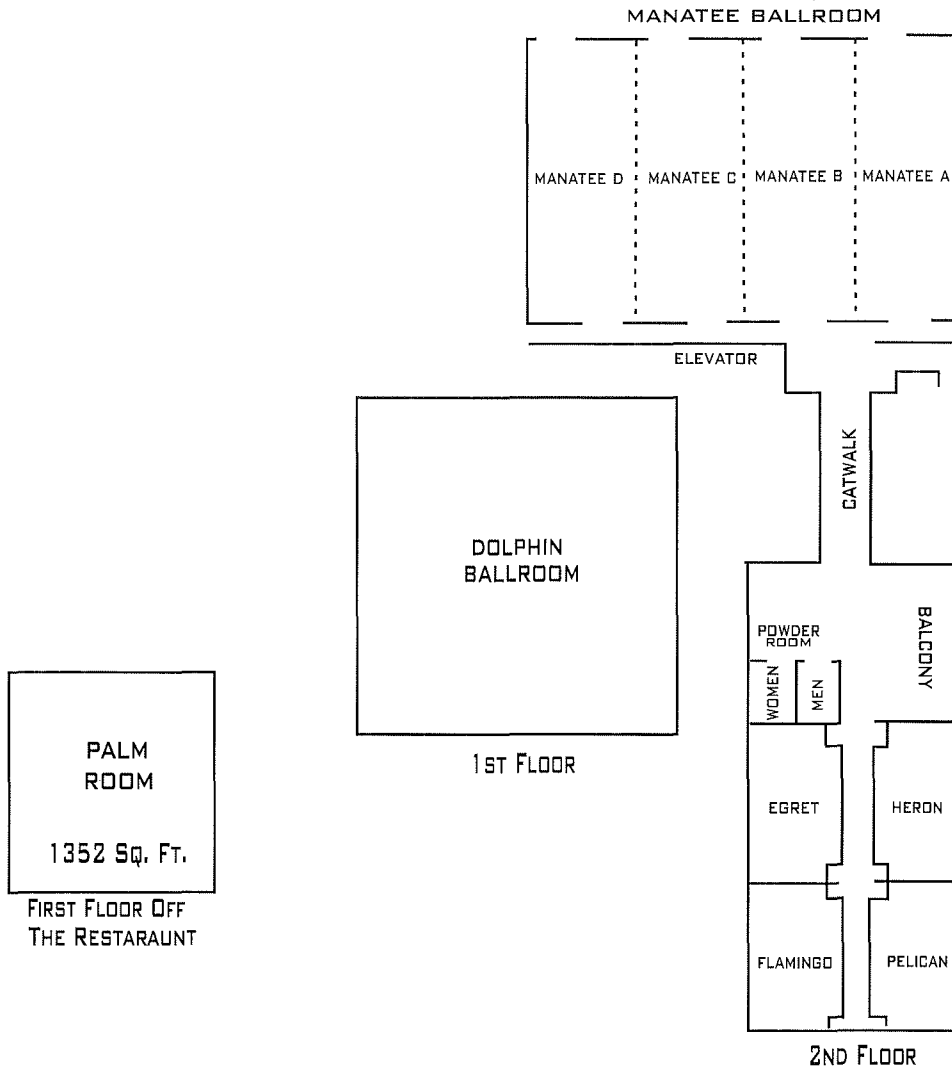 MANATEE BALLROOM
MANATEE D
MANATEE C
MANATEE B
MANATEE A
ELEVATOR
CATWALK
DOLPHIN
BALLROOM
1ST FLOOR
POWDER
ROOM
WOMEN
MEN
BALCONY
PALM
ROOM
1352 SQ. FT.
FIRST FLOOR OFF
THE RESTARAUNT
EGRET
HERON
FLAMINGO
PELICAN
2ND FLOOR